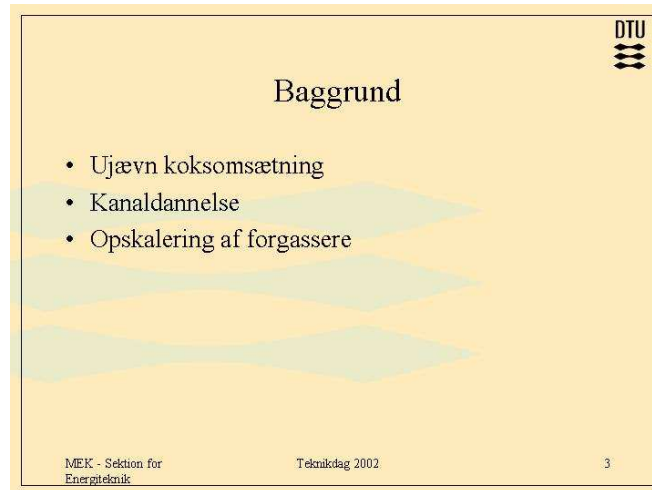 DTU
Baggrund
• Ujævn koksomsætning
• Kanaldannelse
• Opskalering af forgassere
MEK - Sektion for
Energiteknik
Teknikdag 2002
3